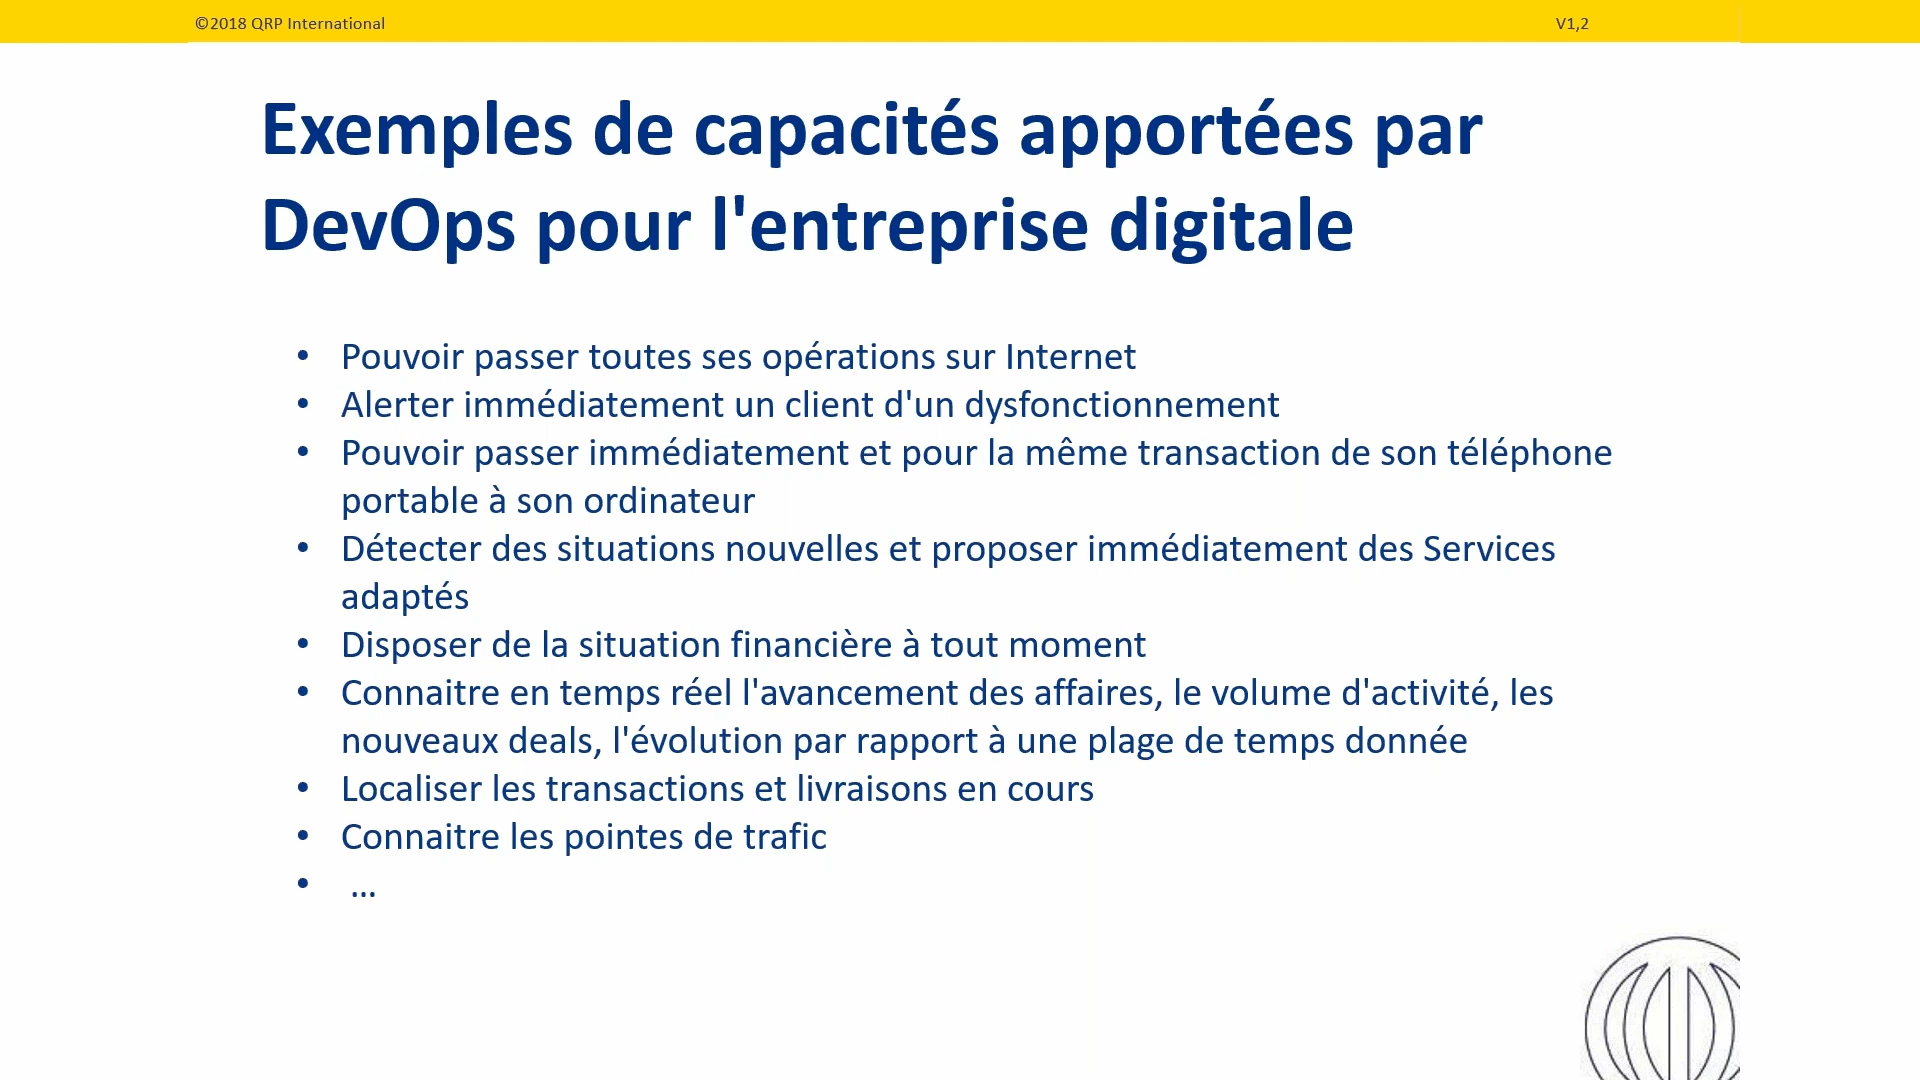 ©2018 QRP International V1,2
Exemples de capacités apportées par
DevOps pour l'entreprise digitale
• Pouvoir passer toutes ses opérations sur Internet
• Alerter immédiatement un client d'un dysfonctionnement
• Pouvoir passer immédiatement et pour la même transaction de son téléphone
portable à son ordinateur
• Détecter des situations nouvelles et proposer immédiatement des Services
adaptés
• Disposer de la situation financière à tout moment
• Connaitre en temps réel l'avancement des affaires, le volume d'activité, les
nouveaux deals, l'évolution par rapport à une plage de temps donnée
• Localiser les transactions et livraisons en cours
• Connaitre les pointes de trafic
• ...